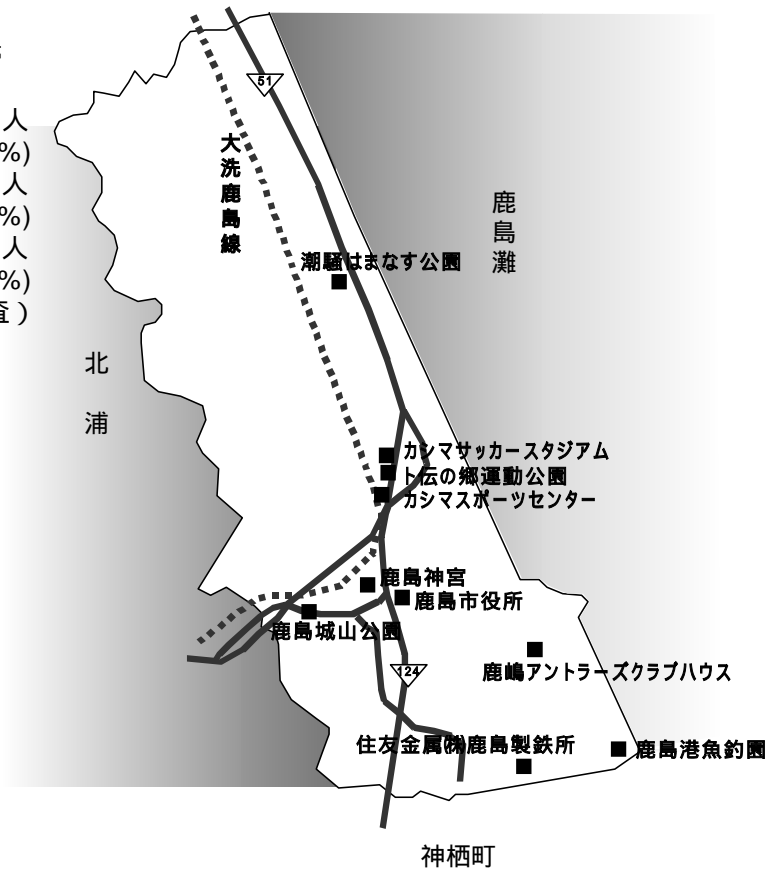 人
%)
人
%)
人
%)
査）
51
大洗鹿島線
鹿島灘
潮騒はまなす公園
北浦
カシマサッカースタジアム
ト伝の郷運動公園
カシマスポーツセンター
鹿島神宮
鹿島市役所
鹿島城山公園
鹿嶋アントラーズクラブハウス
124
住友金属㈱鹿島製鉄所
鹿島港魚釣園
神栖町